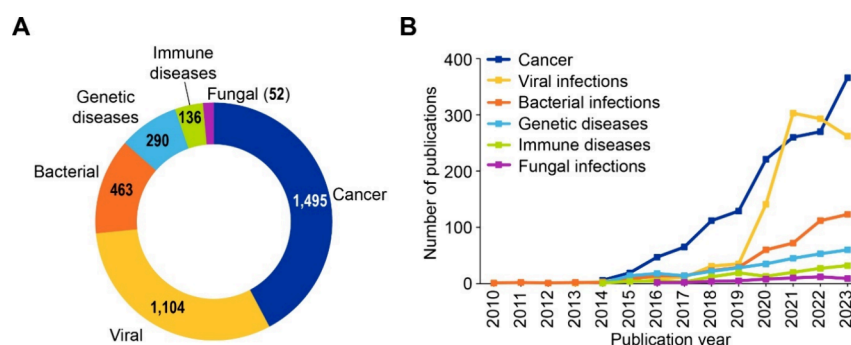 A
Immune
diseases
Fungal (52)
Genetic
diseases
136
290
Bacterial
463
1,495
Cancer
1,104
Viral
B
Number of publications
400
300
200
100
0
Cancer
Viral infections
Bacterial infections
Genetic diseases
Immune diseases
Fungal infections
2010
2011
2012
2013
2014
2015
2016
2017
2018
2019
2020
2021
2022
2023
Publication year